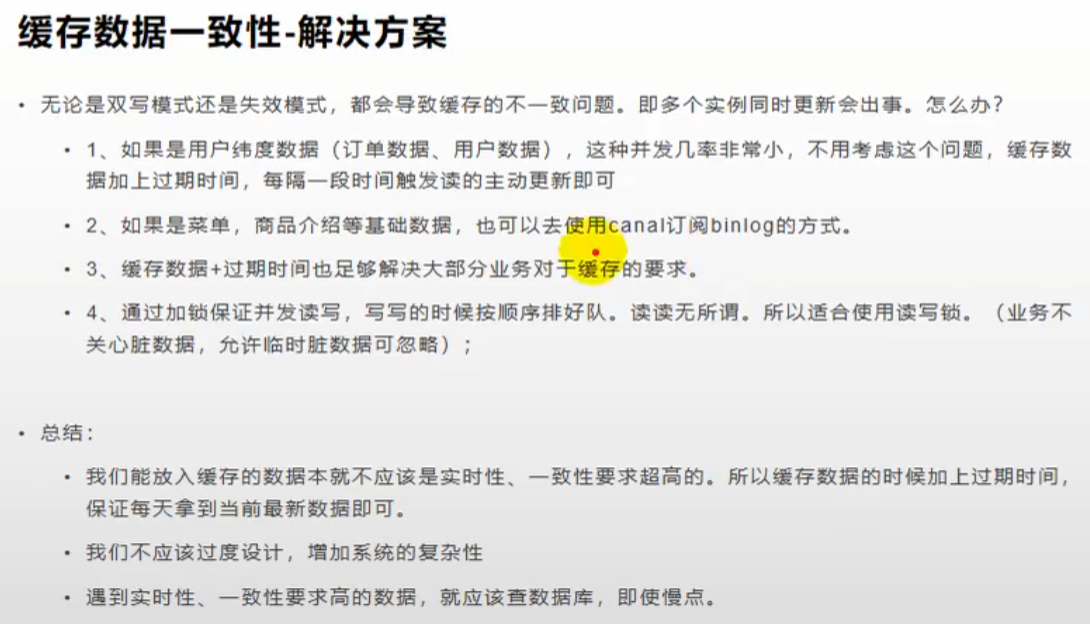 缓存数据一致性-解决方案
• 无论是双写模式还是失效模式，都会导致缓存的不一致问题。即多个实例同时更新会出事。怎么办？
• 1、如果是用户纬度数据（订单数据、用户数据），这种并发几率非常小，不用考虑这个问题，缓存数
据加上过期时间，每隔一段时间触发读的主动更新即可
• 2、如果是菜单，商品介绍等基础数据，也可以去使用canal订阅binlog的方式。
• 3、缓存数据+过期时间也足够解决大部分业务对于缓存的要求。
• 4、通过加锁保证并发读写，写写的时候按顺序排好队。读读无所谓。所以适合使用读写锁。（业务不
关心脏数据，允许临时脏数据可忽略）；
• 总结：
• 我们能放入缓存的数据本就不应该是实时性、一致性要求超高的。所以缓存数据的时候加上过期时间，
保证每天拿到当前最新数据即可。
• 我们不应该过度设计，增加系统的复杂性
• 遇到实时性、一致性要求高的数据，就应该查数据库，即使慢点。